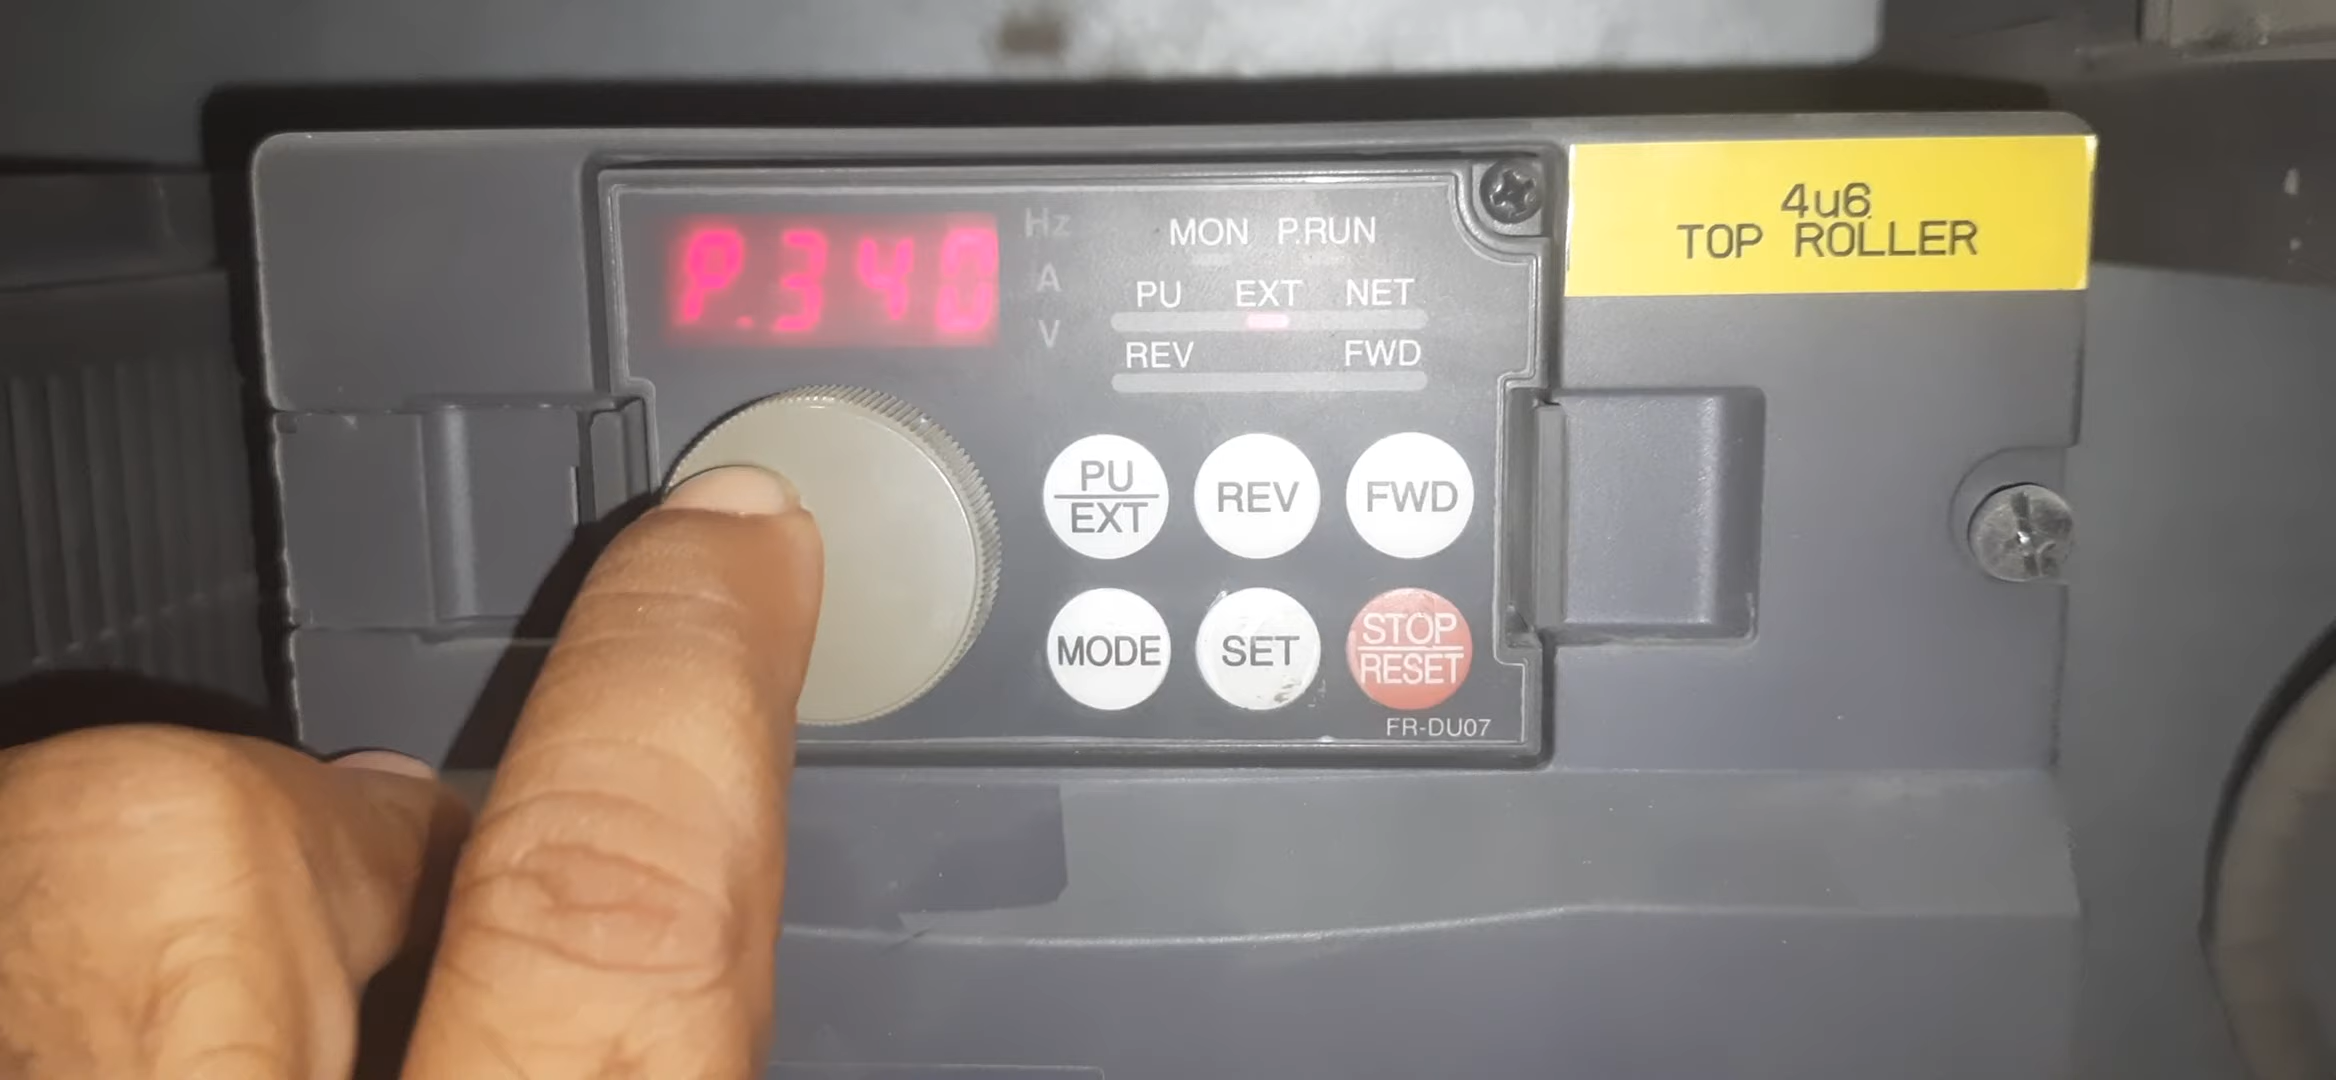 P.340
Hz
A
V
MON P.RUN
PU EXT NET
REV FWD
4u6
TOP ROLLER
PU
EXT
REV
FWD
MODE
SET
STOP
RESET
FR-DU07